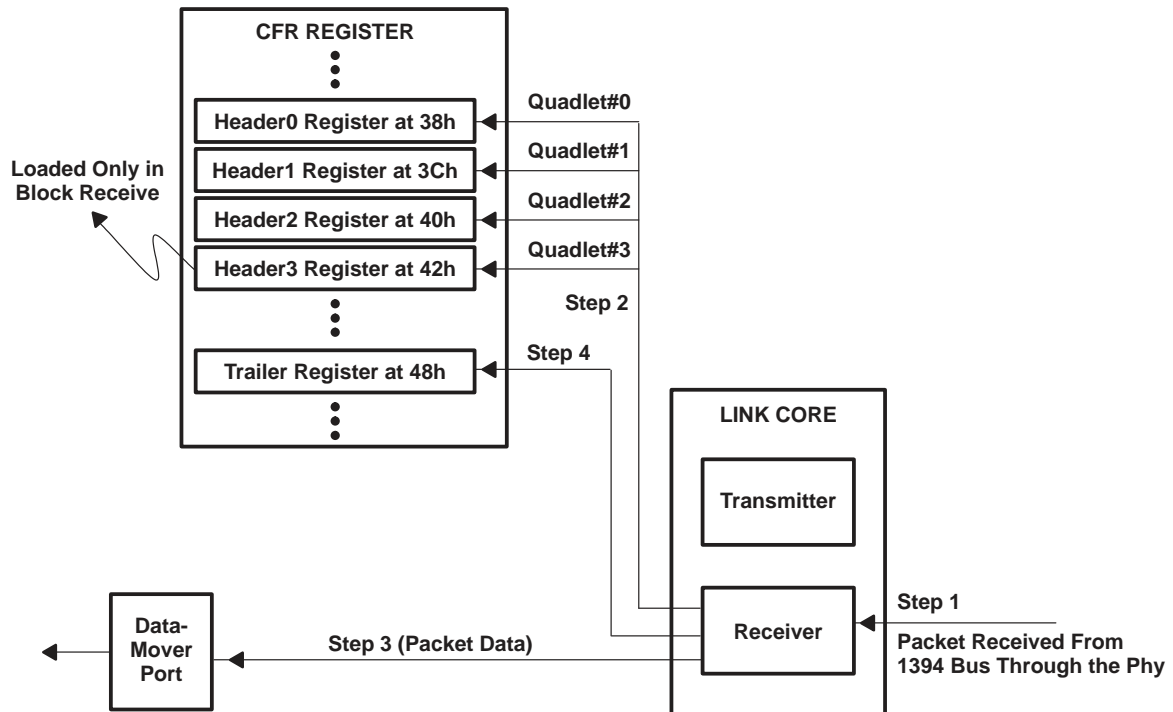 CFR REGISTER
Header0 Register at 38h
Header1 Register at 3Ch
Header2 Register at 40h
Header3 Register at 42h
Trailer Register at 48h
Loaded Only in
Block Receive
Quadlet#0
Quadlet#1
Quadlet#2
Quadlet#3
Step 2
Step 4
LINK CORE
Transmitter
Receiver
Step 1
Packet Received From
1394 Bus Through the Phy
Step 3 (Packet Data)
Data-
Mover
Port